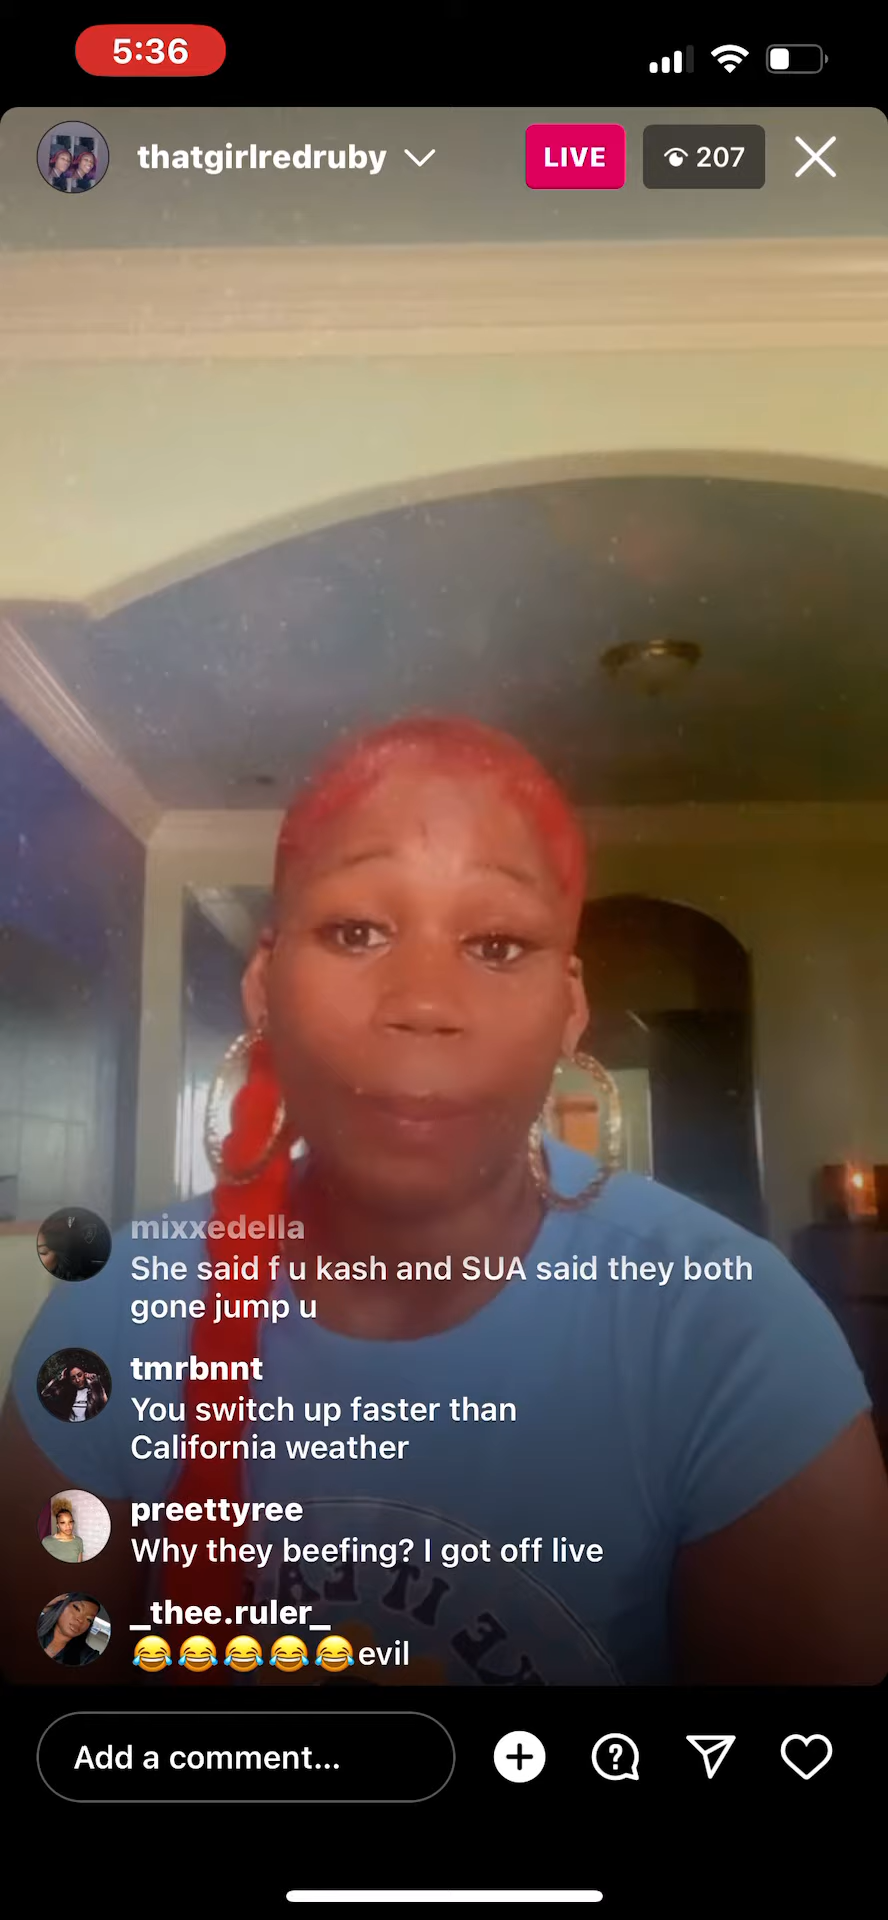 5:36
thatgirlredruby
LIVE
207
mixxedella
She said f u kash and SUA said they both
gone jump u
tmrbnnt
You switch up faster than
California weather
preettyree
Why they beefing? I got off live
_thee.ruler_
😂😂😂😂😂evil
Add a comment...